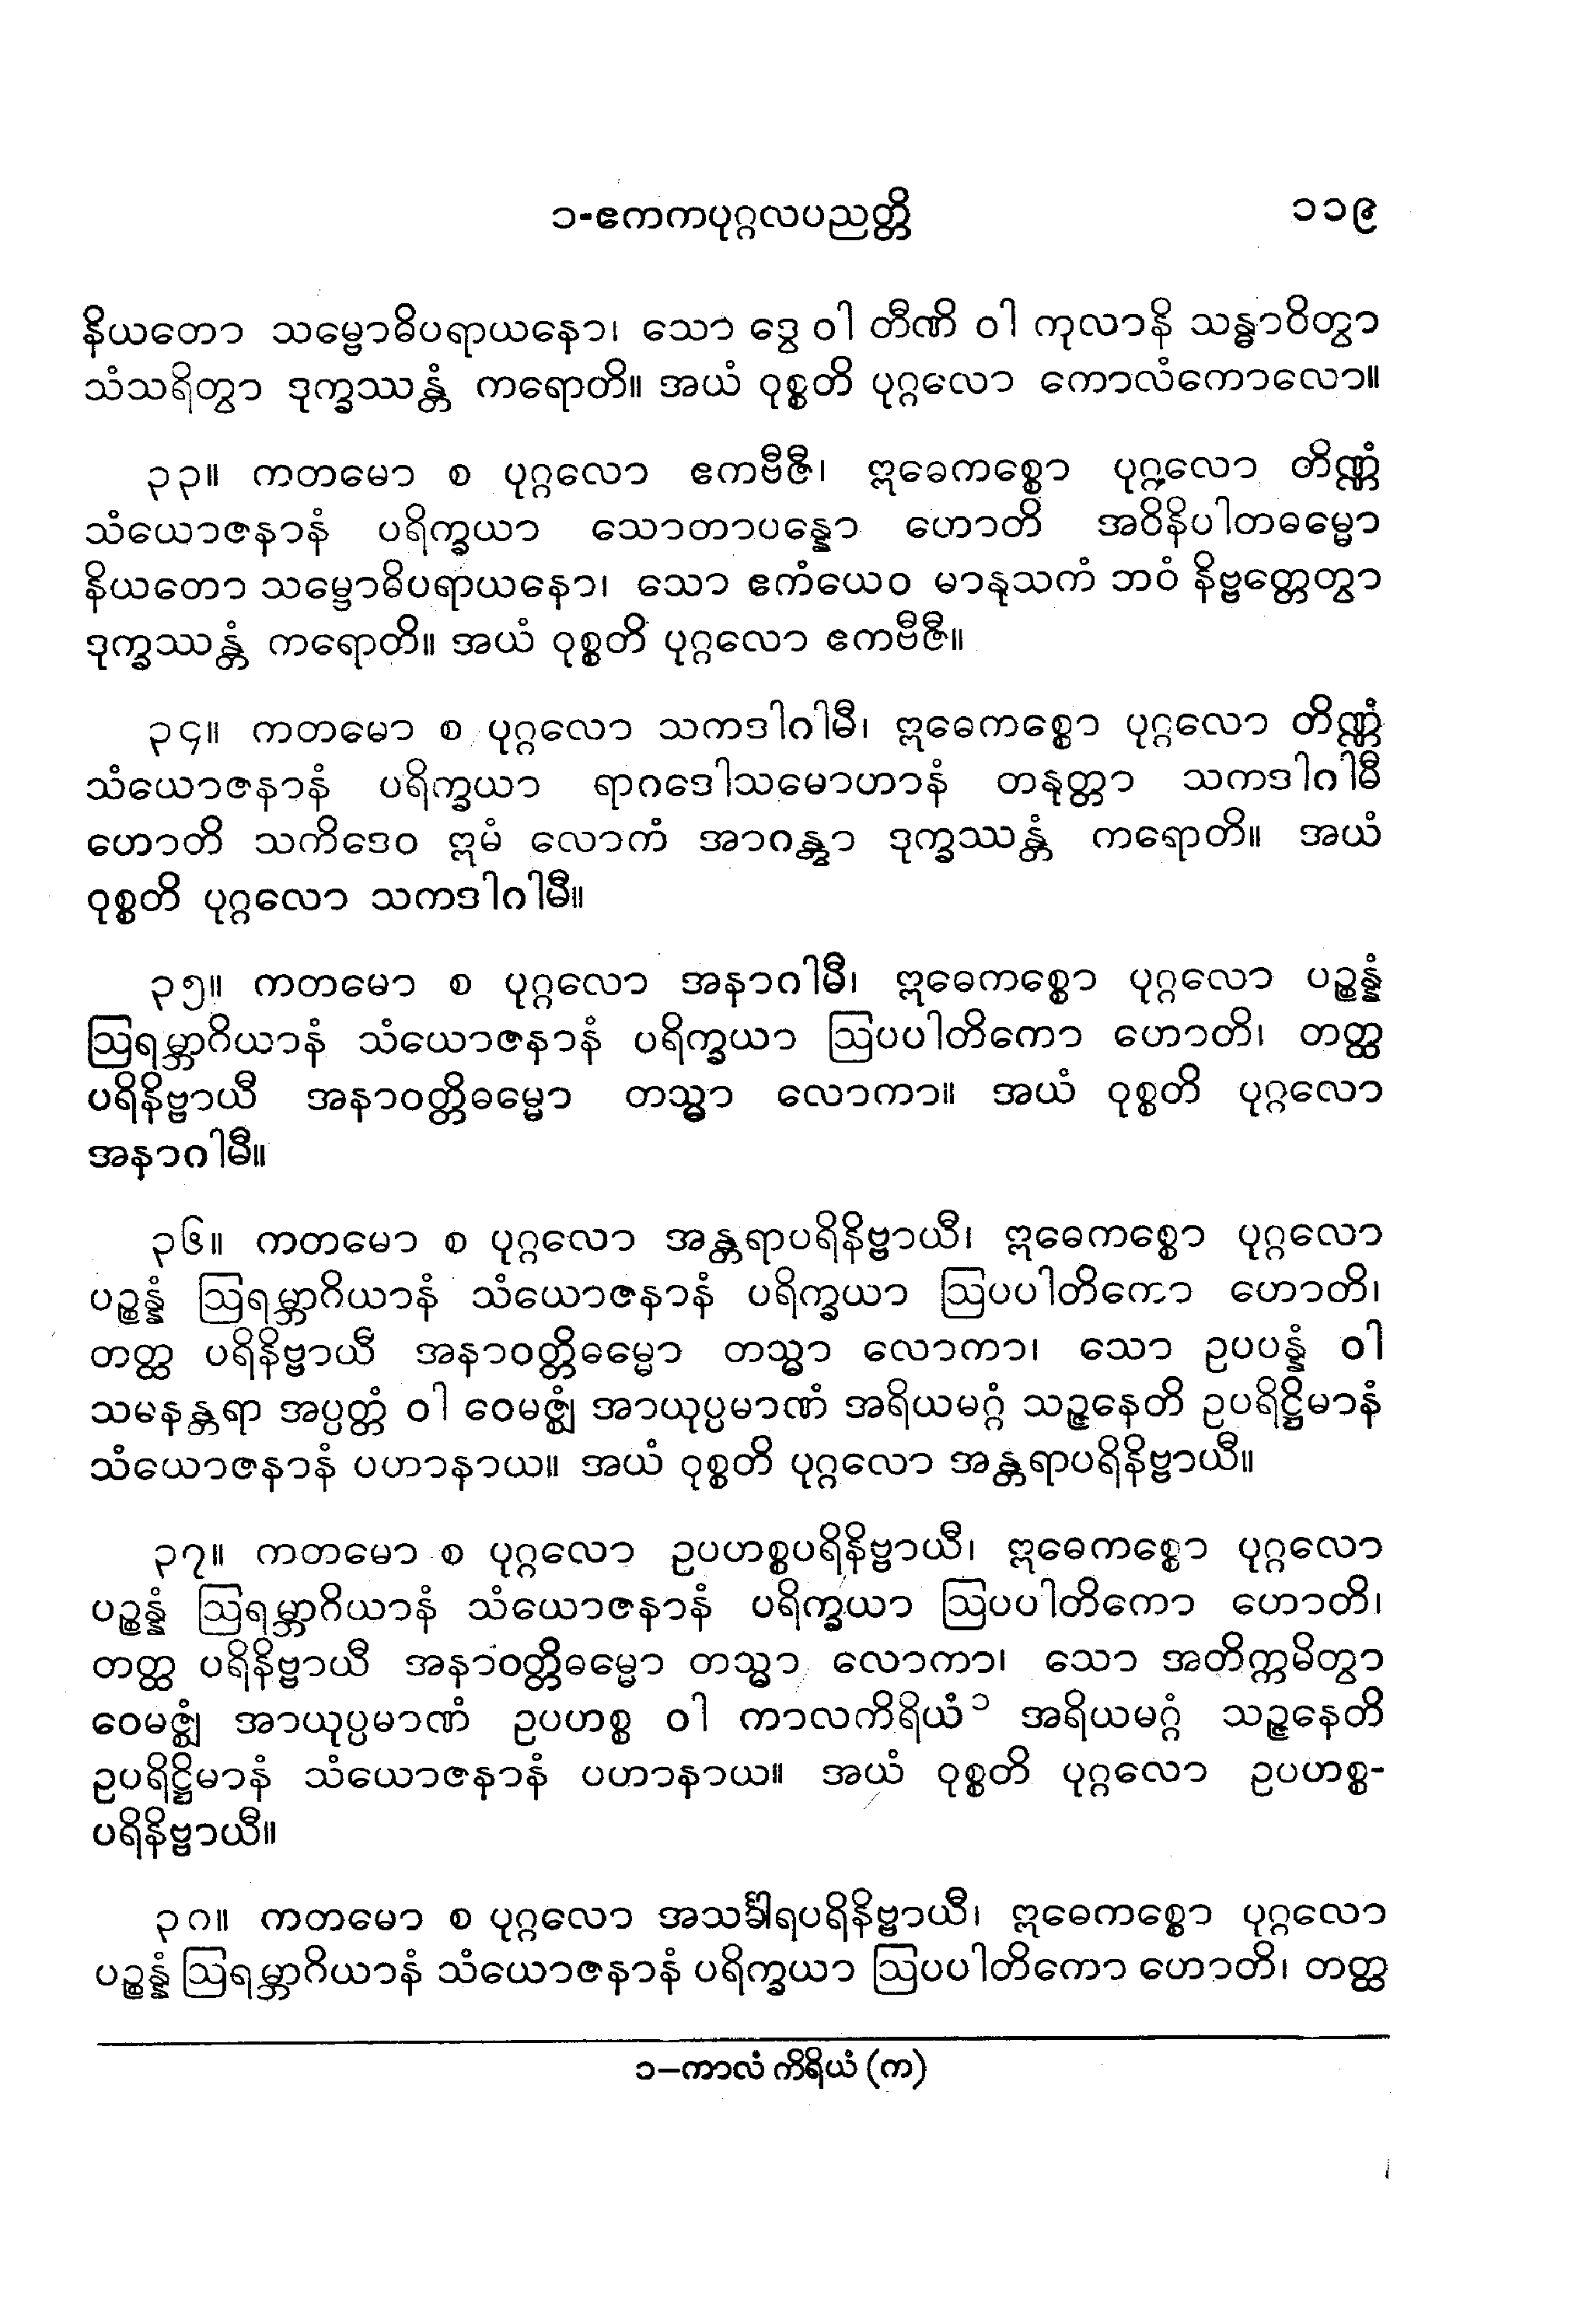 ၁-ဧကကပုဂ္ဂလပညတ္တိ ၁၁၉
နိယတော သမ္ဗောဓိပရာယနော၊ သော ဒွေ ဝါ တီဏိ ဝါ ကုလာနိ သန္ဓာဝိတွာ
သံသရိတွာ ဒုက္ခဿန္တံ ကရောတိ။ အယံ ဝုစ္စတိ ပုဂ္ဂလော ကောလံကောလော။
၃၃။ ကတမော စ ပုဂ္ဂလော ဧကဗီဇီ၊ ဣဓေကစ္စော ပုဂ္ဂလော တိဏ္ဏံ
သံယောဇနာနံ ပရိက္ခယာ သောတာပန္နော ဟောတိ အဝိနိပါတဓမ္မော
နိယတော သမ္ဗောဓိပရာယနော၊ သော ဧကံယေဝ မာနုသကံ ဘဝံ နိဗ္ဗတ္တေတွာ
ဒုက္ခဿန္တံ ကရောတိ။ အယံ ဝုစ္စတိ ပုဂ္ဂလော ဧကဗီဇီ။
၃၄။ ကတမော စ ပုဂ္ဂလော သကဒါဂါမီ၊ ဣဓေကစ္စော ပုဂ္ဂလော တိဏ္ဏံ
သံယောဇနာနံ ပရိက္ခယာ ရာဂဒေါသမောဟာနံ တနုတ္တာ သကဒါဂါမီ
ဟောတိ သကိဒေဝ ဣမံ လောကံ အာဂန္တွာ ဒုက္ခဿန္တံ ကရောတိ။ အယံ
ဝုစ္စတိ ပုဂ္ဂလော သကဒါဂါမီ။
၃၅။ ကတမော စ ပုဂ္ဂလော အနာဂါမီ၊ ဣဓေကစ္စော ပုဂ္ဂလော ပဉ္စန္နံ
ဩရမ္ဘာဂိယာနံ သံယောဇနာနံ ပရိက္ခယာ ဩပပါတိကော ဟောတိ၊ တတ္ထ
ပရိနိဗ္ဗာယီ အနာဝတ္တိဓမ္မော တသ္မာ လောကာ။ အယံ ဝုစ္စတိ ပုဂ္ဂလော
အနာဂါမီ။
၃၆။ ကတမော စ ပုဂ္ဂလော အန္တရာပရိနိဗ္ဗာယီ၊ ဣဓေကစ္စော ပုဂ္ဂလော
ပဉ္စန္နံ ဩရမ္ဘာဂိယာနံ သံယောဇနာနံ ပရိက္ခယာ ဩပပါတိကော ဟောတိ၊
တတ္ထ ပရိနိဗ္ဗာယီ အနာဝတ္တိဓမ္မော တသ္မာ လောကာ၊ သော ဥပပန္နံ ဝါ
သမနန္တရာ အပ္ပတ္တံ ဝါ ဝေမဇ္ဈံ အာယုပ္ပမာဏံ အရိယမဂ္ဂံ သဉ္ဇနေတိ ဥပရိဋ္ဌိမာနံ
သံယောဇနာနံ ပဟာနာယ။ အယံ ဝုစ္စတိ ပုဂ္ဂလော အန္တရာပရိနိဗ္ဗာယီ။
၃၇။ ကတမော စ ပုဂ္ဂလော ဥပဟစ္စပရိနိဗ္ဗာယီ၊ ဣဓေကစ္စော ပုဂ္ဂလော
ပဉ္စန္နံ ဩရမ္ဘာဂိယာနံ သံယောဇနာနံ ပရိက္ခယာ ဩပပါတိကော ဟောတိ၊
တတ္ထ ပရိနိဗ္ဗာယီ အနာဝတ္တိဓမ္မော တသ္မာ လောကာ၊ သော အတိက္ကမိတွာ
ဝေမဇ္ဈံ အာယုပ္ပမာဏံ ဥပဟစ္စ ဝါ ကာလကိရိယံ၁ အရိယမဂ္ဂံ သဉ္ဇနေတိ
ဥပရိဋ္ဌိမာနံ သံယောဇနာနံ ပဟာနာယ။ အယံ ဝုစ္စတိ ပုဂ္ဂလော ဥပဟစ္စ-
ပရိနိဗ္ဗာယီ။
၃၈။ ကတမော စ ပုဂ္ဂလော အသင်္ခါရပရိနိဗ္ဗာယီ၊ ဣဓေကစ္စော ပုဂ္ဂလော
ပဉ္စန္နံ ဩရမ္ဘာဂိယာနံ သံယောဇနာနံ ပရိက္ခယာ ဩပပါတိကော ဟောတိ၊ တတ္ထ
၁–ကာလံ ကိရိယံ (က)